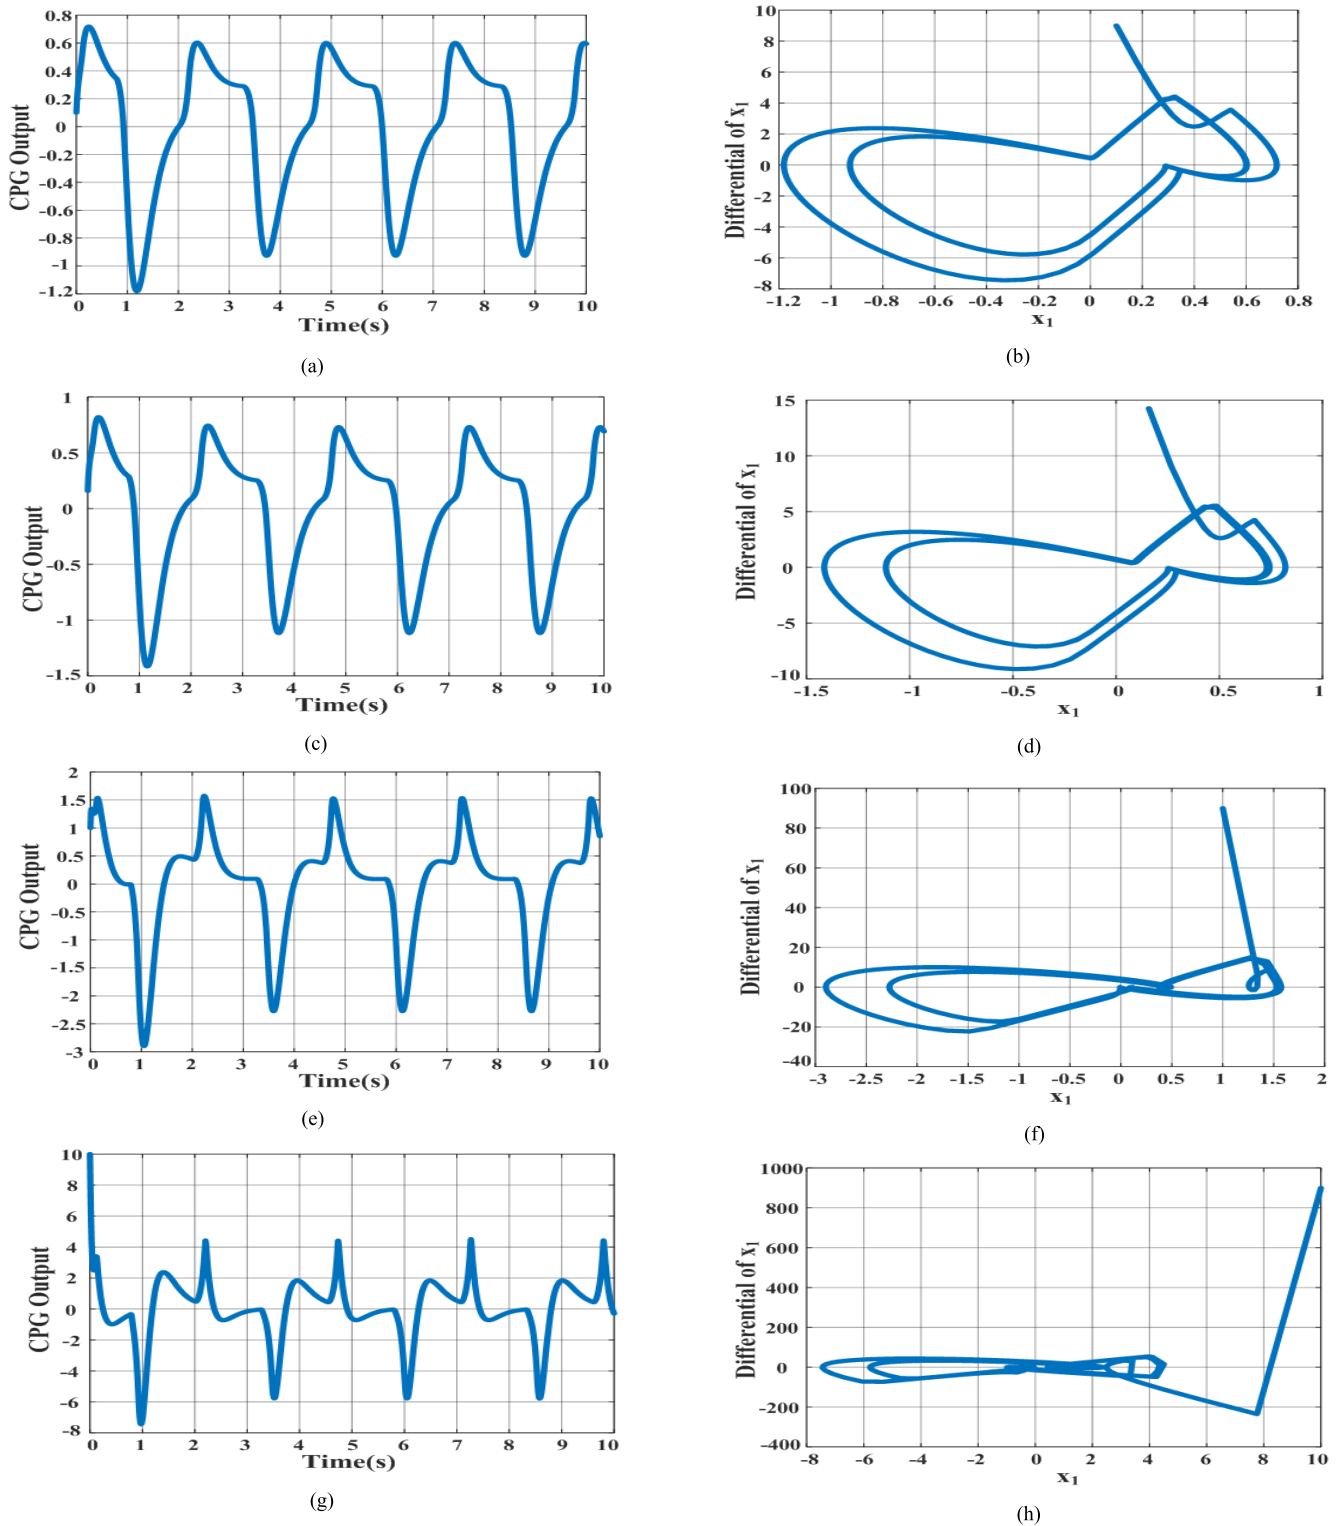 0.8
0.6
0.4
0.2
0
-0.2
-0.4
-0.6
-0.8
-1
-1.2
CPG Output
0 1 2 3 4 5 6 7 8 9 10
Time(s)
(a)
10
8
6
4
2
0
-2
-4
-6
-8
Differential of x1
-1.2 -1 -0.8 -0.6 -0.4 -0.2 0 0.2 0.4 0.6 0.8
x1
(b)
1
0.5
0
-0.5
-1
-1.5
CPG Output
0 1 2 3 4 5 6 7 8 9 10
Time(s)
(c)
15
10
5
0
-5
-10
Differential of x1
-1.5 -1 -0.5 0 0.5 1
x1
(d)
2
1.5
1
0.5
0
-0.5
-1
-1.5
-2
-2.5
-3
CPG Output
0 1 2 3 4 5 6 7 8 9 10
Time(s)
(e)
100
80
60
40
20
0
-20
-40
Differential of x1
-3 -2.5 -2 -1.5 -1 -0.5 0 0.5 1 1.5 2
x1
(f)
10
8
6
4
2
0
-2
-4
-6
-8
CPG Output
0 1 2 3 4 5 6 7 8 9 10
Time(s)
(g)
1000
800
600
400
200
0
-200
-400
Differential of x1
-8 -6 -4 -2 0 2 4 6 8 10
x1
(h)